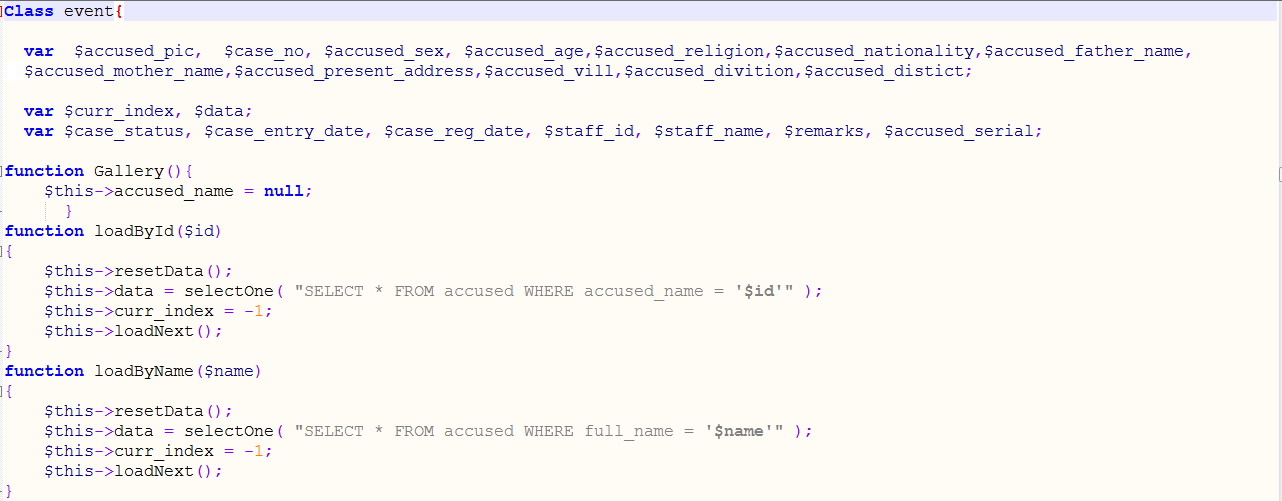 Class event{
var $accused_pic, $case_no, $accused_sex, $accused_age,$accused_religion,$accused_nationality,$accused_father_name,
$accused_mother_name,$accused_present_address,$accused_vill,$accused_divition,$accused_distict;
var $curr_index, $data;
var $case_status, $case_entry_date, $case_reg_date, $staff_id, $staff_name, $remarks, $accused_serial;
function Gallery(){
$this->accused_name = null;
}
function loadById($id)
{
$this->resetData();
$this->data = selectOne( "SELECT * FROM accused WHERE accused_name = '$id'" );
$this->curr_index = -1;
$this->loadNext();
}
function loadByName($name)
{
$this->resetData();
$this->data = selectOne( "SELECT * FROM accused WHERE full_name = '$name'" );
$this->curr_index = -1;
$this->loadNext();
}